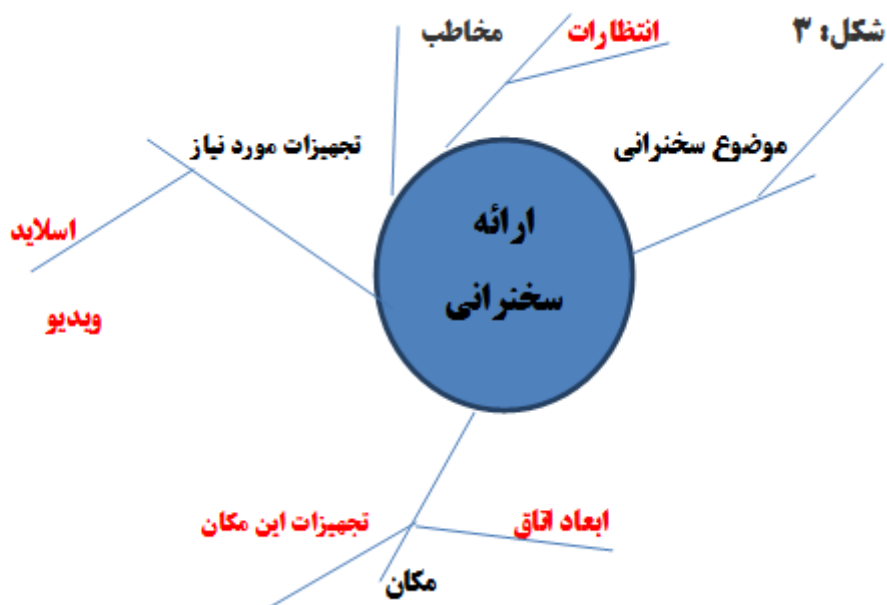 شکل: ۳
انتظارات
مخاطب
موضوع سخنرانی
تجهیزات مورد نیاز
ارائه
سخنرانی
اسلاید
ویدیو
ابعاد اتاق
تجهیزات این مکان
مکان